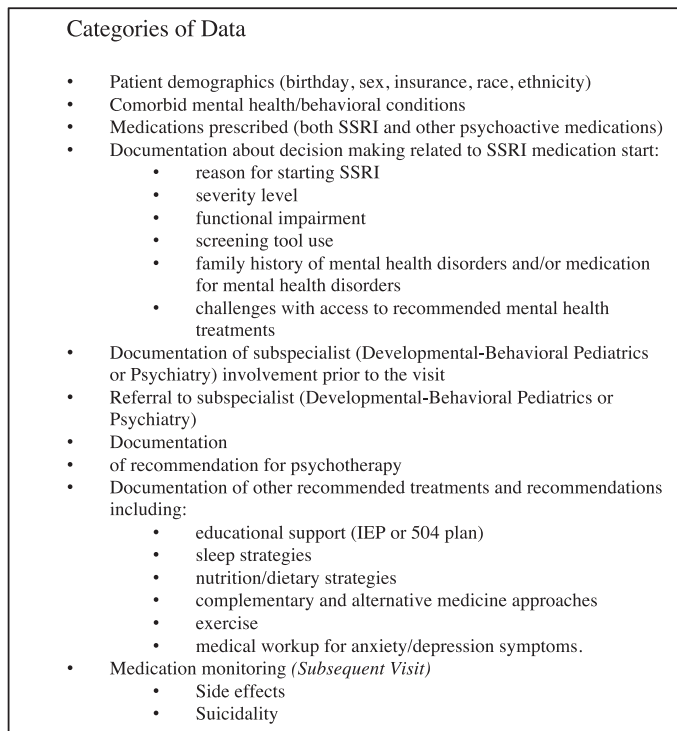 Categories of Data
• Patient demographics (birthday, sex, insurance, race, ethnicity)
• Comorbid mental health/behavioral conditions
• Medications prescribed (both SSRI and other psychoactive medications)
• Documentation about decision making related to SSRI medication start:
• reason for starting SSRI
• severity level
• functional impairment
• screening tool use
• family history of mental health disorders and/or medication
for mental health disorders
• challenges with access to recommended mental health
treatments
• Documentation of subspecialist (Developmental-Behavioral Pediatrics
or Psychiatry) involvement prior to the visit
• Referral to subspecialist (Developmental-Behavioral Pediatrics or
Psychiatry)
• Documentation
• of recommendation for psychotherapy
• Documentation of other recommended treatments and recommendations
including:
• educational support (IEP or 504 plan)
• sleep strategies
• nutrition/dietary strategies
• complementary and alternative medicine approaches
• exercise
• medical workup for anxiety/depression symptoms.
• Medication monitoring (Subsequent Visit)
• Side effects
• Suicidality